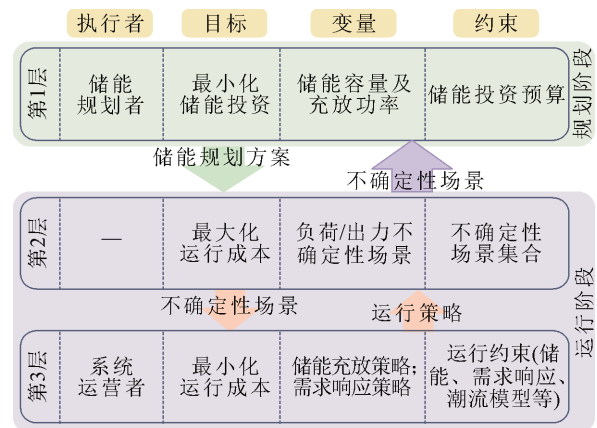 执行者 目标 变量 约束
第1层
储能
规划者
最小化
储能投资
储能容量及
充放功率
储能投资预算
规划阶段
储能规划方案
不确定性场景
第2层
—
最大化
运行成本
负荷/出力不
确定性场景
不确定性
场景集合
不确定性场景
运行策略
运行阶段
第3层
系统
运营者
最小化
运行成本
储能充放策略;
需求响应策略
运行约束(储
能、需求响应、
潮流模型等)